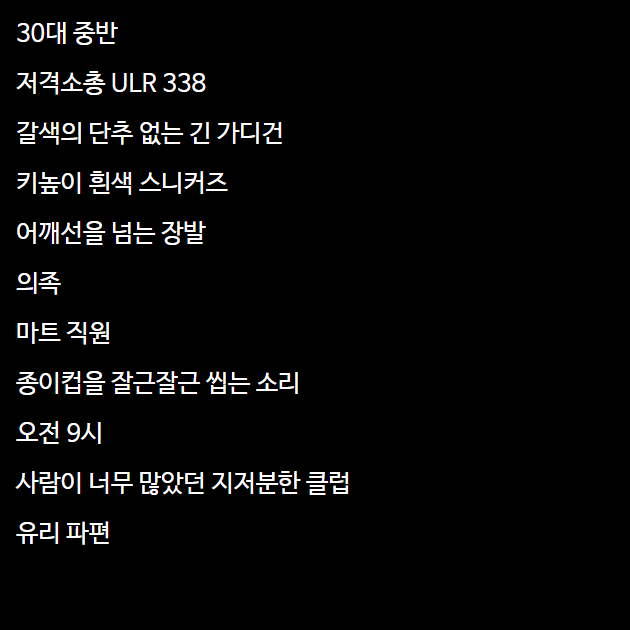 30대 중반
저격소총 ULR 338
갈색의 단추 없는 긴 가디건
키높이 흰색 스니커즈
어깨선을 넘는 장발
의족
마트 직원
종이컵을 잘근잘근 씹는 소리
오전 9시
사람이 너무 많았던 지저분한 클럽
유리 파편